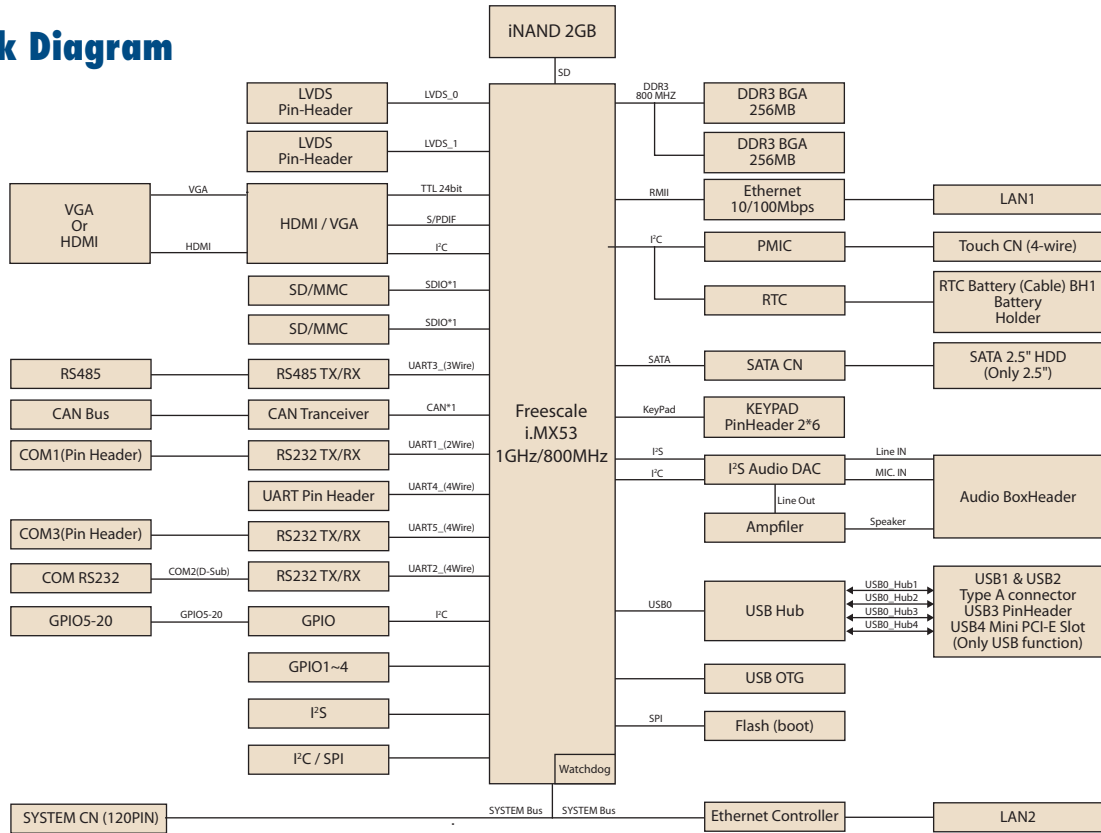 k Diagram
iNAND 2GB
SD
LVDS
Pin-Header
LVDS_0
LVDS
Pin-Header
LVDS_1
VGA
Or
HDMI
VGA
HDMI
HDMI / VGA
TTL 24bit
S/PDIF
I²C
SD/MMC
SDIO*1
SD/MMC
SDIO*1
RS485
RS485 TX/RX
UART3_(3Wire)
CAN Bus
CAN Tranceiver
CAN*1
COM1(Pin Header)
RS232 TX/RX
UART1_(2Wire)
UART Pin Header
UART4_(4Wire)
COM3(Pin Header)
RS232 TX/RX
UART5_(4Wire)
COM RS232
COM2(D-Sub)
RS232 TX/RX
UART2_(4Wire)
GPIO5-20
GPIO5-20
GPIO
I²C
GPIO1~4
I²S
I²C / SPI
SYSTEM CN (120PIN)
SYSTEM Bus
Freescale
i.MX53
1GHz/800MHz
Watchdog
DDR3
800 MHZ
DDR3 BGA
256MB
DDR3 BGA
256MB
RMII
Ethernet
10/100Mbps
LAN1
I²C
PMIC
Touch CN (4-wire)
RTC
RTC Battery (Cable) BH1
Battery
Holder
SATA
SATA CN
SATA 2.5" HDD
(Only 2.5")
KeyPad
KEYPAD
PinHeader 2*6
I²S
I²C
I²S Audio DAC
Line IN
MIC. IN
Line Out
Ampfiler
Speaker
Audio BoxHeader
USB0
USB Hub
USB0_Hub1
USB0_Hub2
USB0_Hub3
USB0_Hub4
USB1 & USB2
Type A connector
USB3 PinHeader
USB4 Mini PCI-E Slot
(Only USB function)
USB OTG
SPI
Flash (boot)
SYSTEM Bus
Ethernet Controller
LAN2